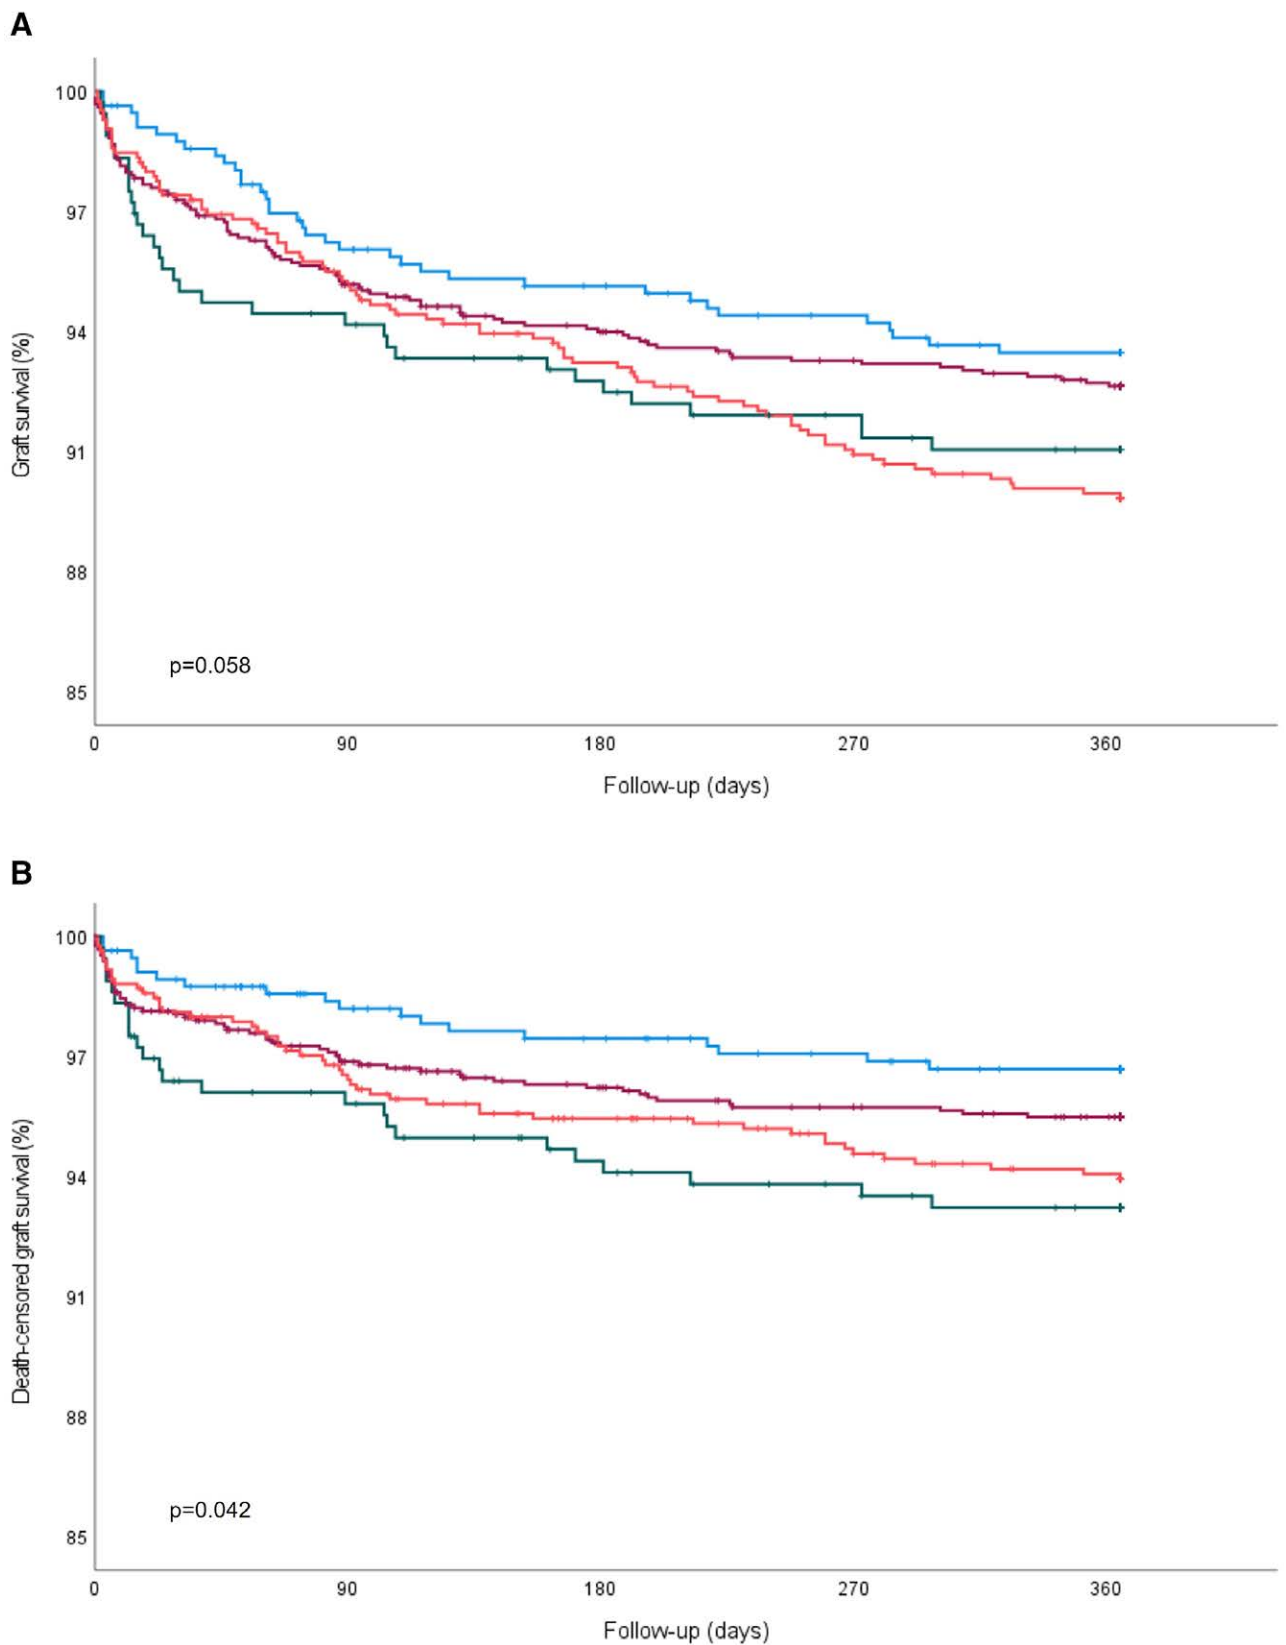 A
100
97
94
91
88
85
Graft survival (%)
p=0.058
0 90 180 270 360
Follow-up (days)
B
100
97
94
91
88
85
Death-censored graft survival (%)
p=0.042
0 90 180 270 360
Follow-up (days)